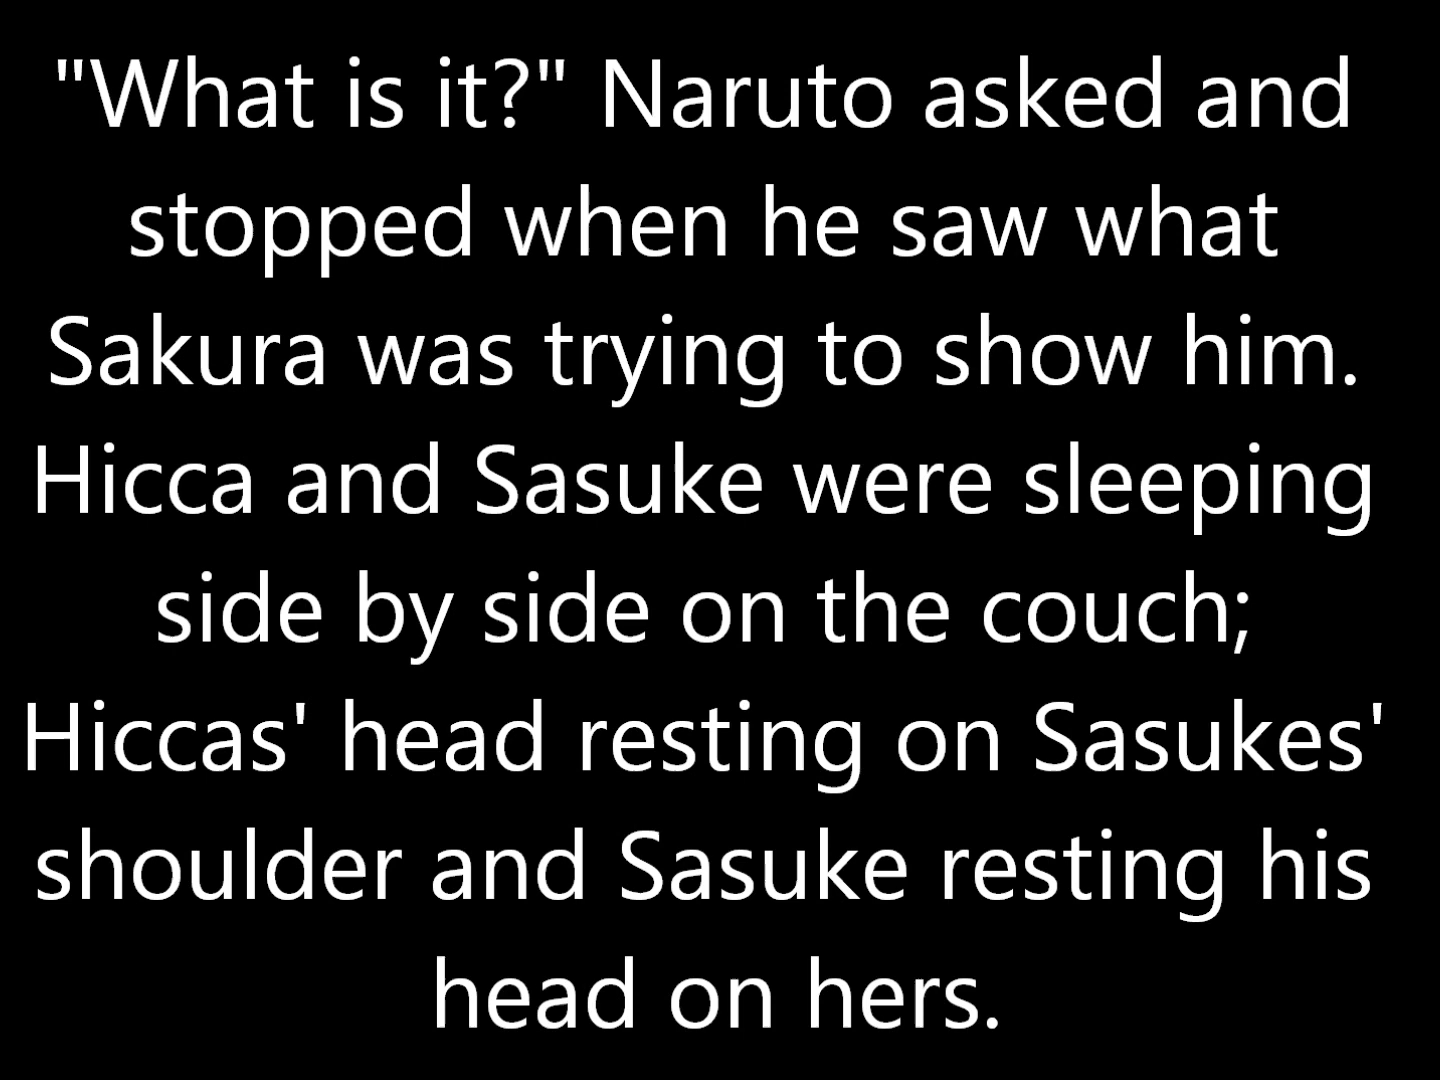 "What is it?" Naruto asked and
stopped when he saw what
Sakura was trying to show him.
Hicca and Sasuke were sleeping
side by side on the couch;
Hiccas' head resting on Sasukes'
shoulder and Sasuke resting his
head on hers.